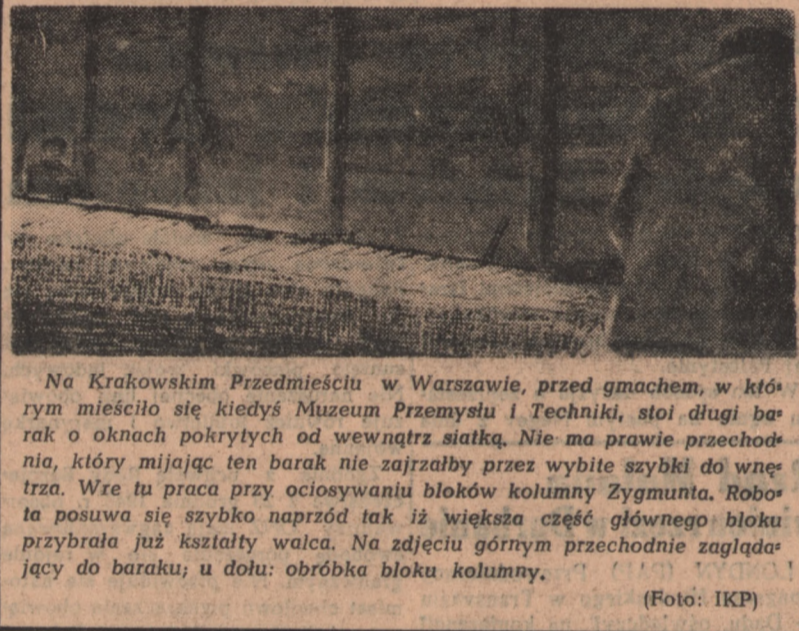 Na Krakowskim Przedmieściu w Warszawie, przed gmachem, w któ-
rym mieściło się kiedyś Muzeum Przemysłu i Techniki, stoi długi ba-
rak o oknach pokrytych od wewnątrz siatką. Nie ma prawie przechod-
nia, który mijając ten barak nie zajrzałby przez wybite szybki do wnę-
trza. Wre tu praca przy ociosywaniu bloków kolumny Zygmunta. Robo-
ta posuwa się szybko naprzód tak iż większa część głównego bloku
przybrała już kształty walca. Na zdjęciu górnym przechodnie zagląda-
jący do baraku; u dołu: obróbka bloku kolumny.
(Foto: IKP)